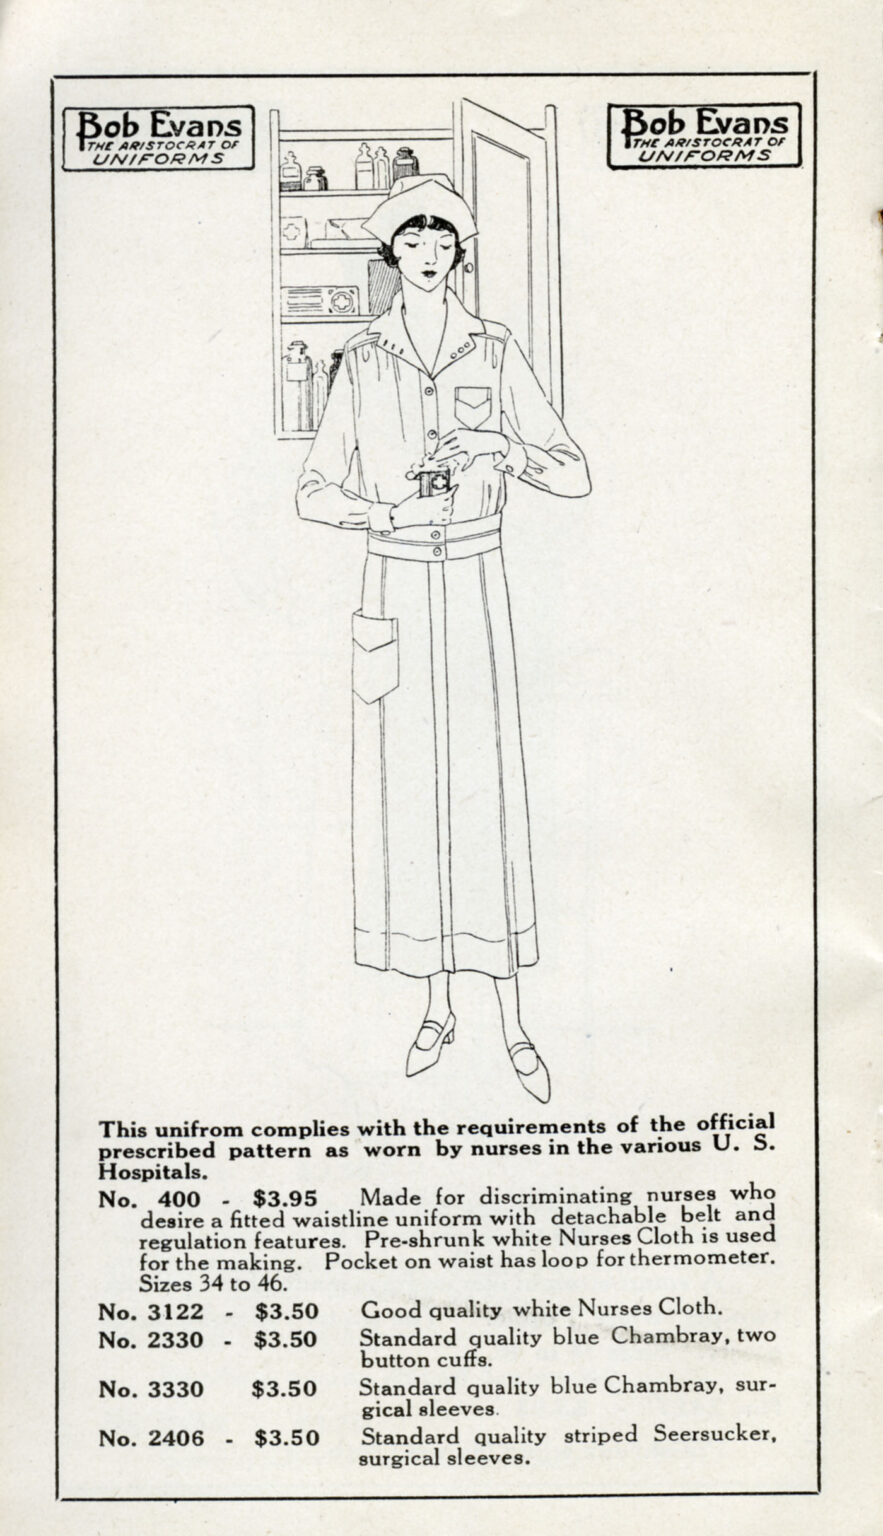 Bob Evans
THE ARISTOCRAT OF
UNIFORMS
Bob Evans
THE ARISTOCRAT OF
UNIFORMS
This unifrom complies with the requirements of the official
prescribed pattern as worn by nurses in the various U. S.
Hospitals.
No. 400 - $3.95 Made for discriminating nurses who
desire a fitted waistline uniform with detachable belt and
regulation features. Pre-shrunk white Nurses Cloth is used
for the making. Pocket on waist has loop for thermometer.
Sizes 34 to 46.
No. 3122 - $3.50 Good quality white Nurses Cloth.
No. 2330 - $3.50 Standard quality blue Chambray, two
button cuffs.
No. 3330 $3.50 Standard quality blue Chambray, sur-
gical sleeves.
No. 2406 - $3.50 Standard quality striped Seersucker,
surgical sleeves.